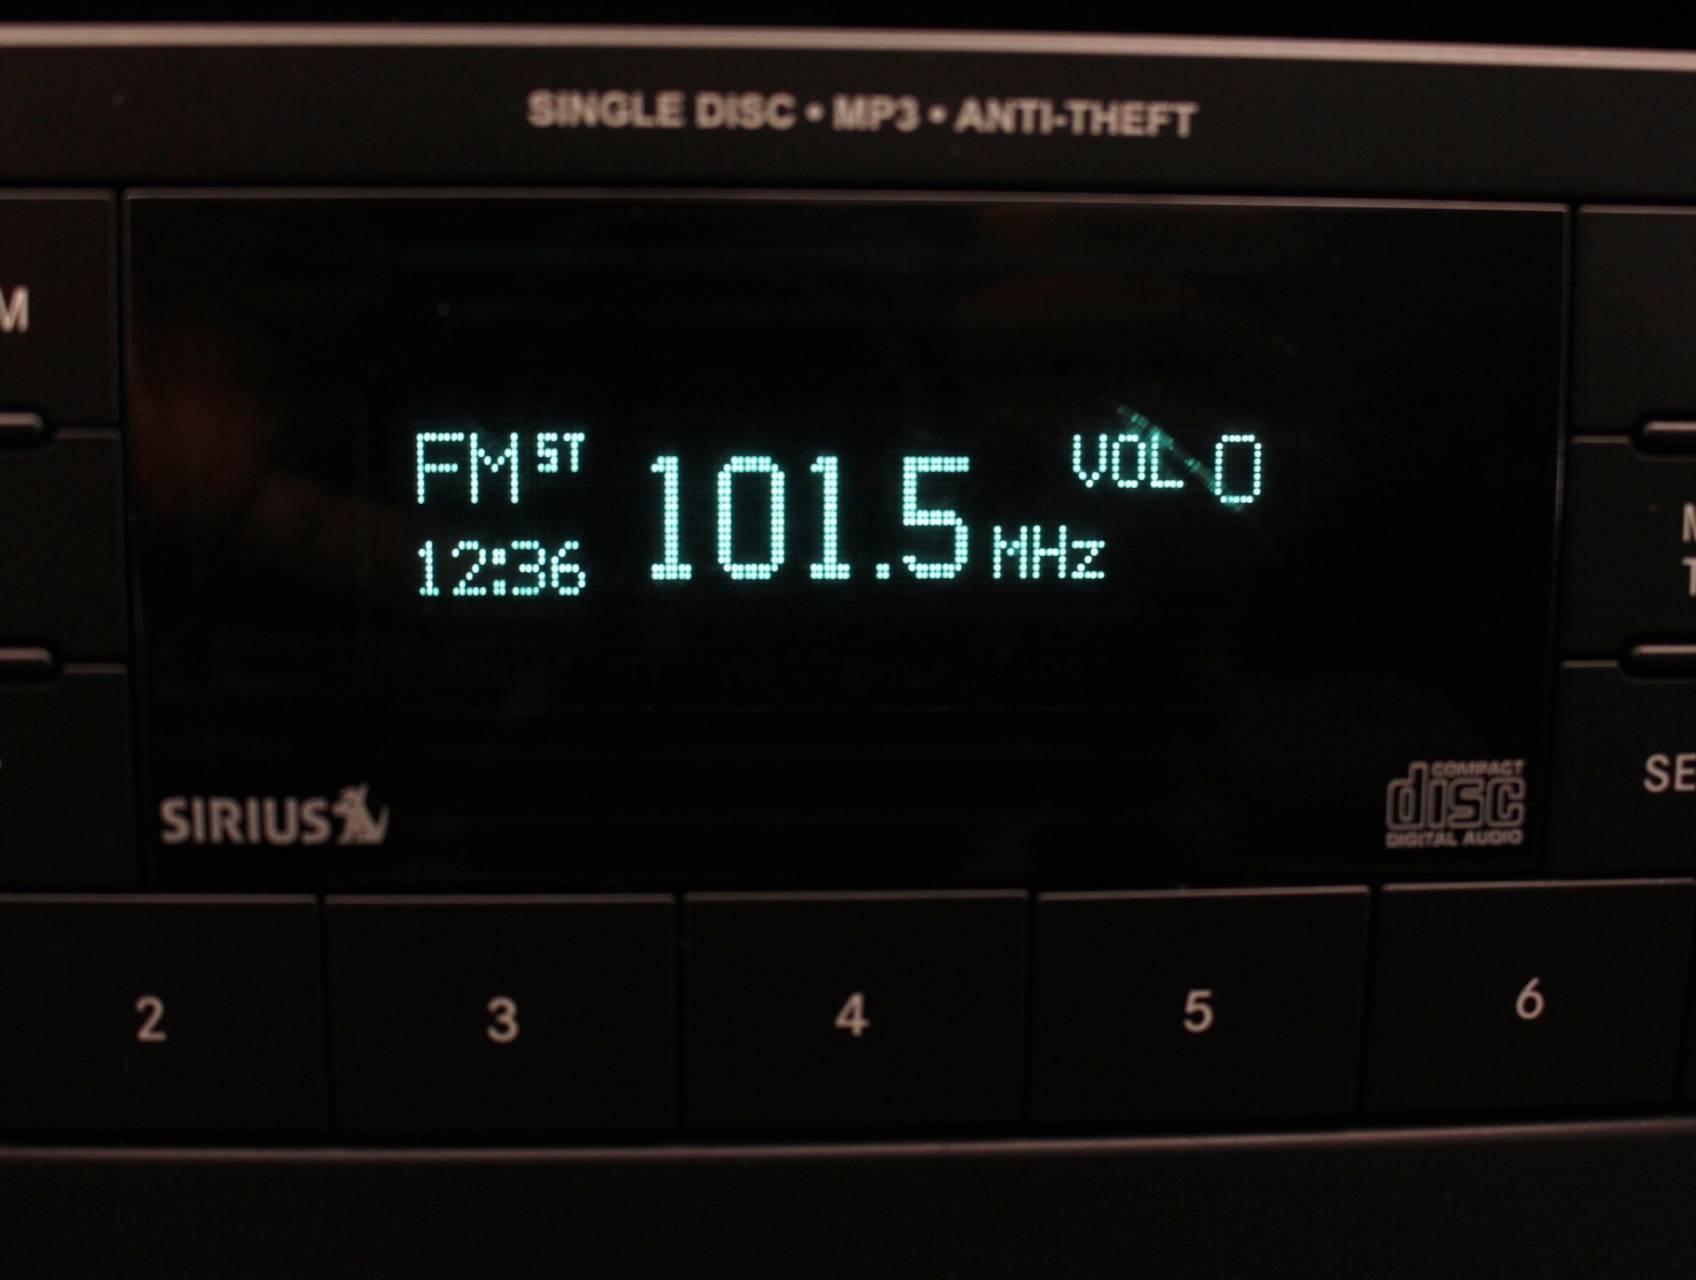 SINGLE DISC • MP3 • ANTI-THEFT
M
FM ST
101.5 MHz
VOL 0
12:36
SE
SIRIUS
COMPACT
disc
DIGITAL AUDIO
2 3 4 5 6